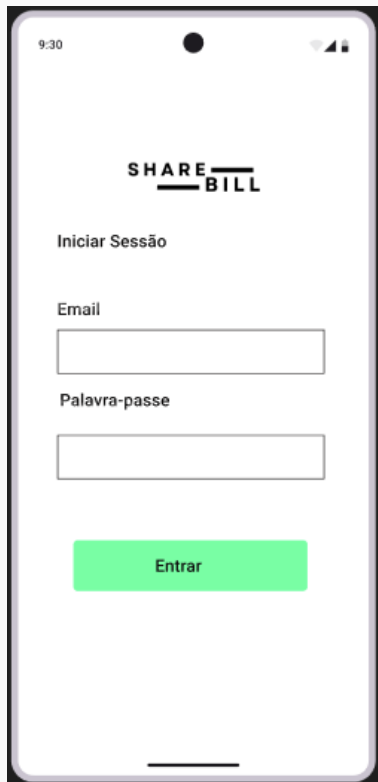 9:30
SHARE
BILL
Iniciar Sessão
Email
Palavra-passe
Entrar